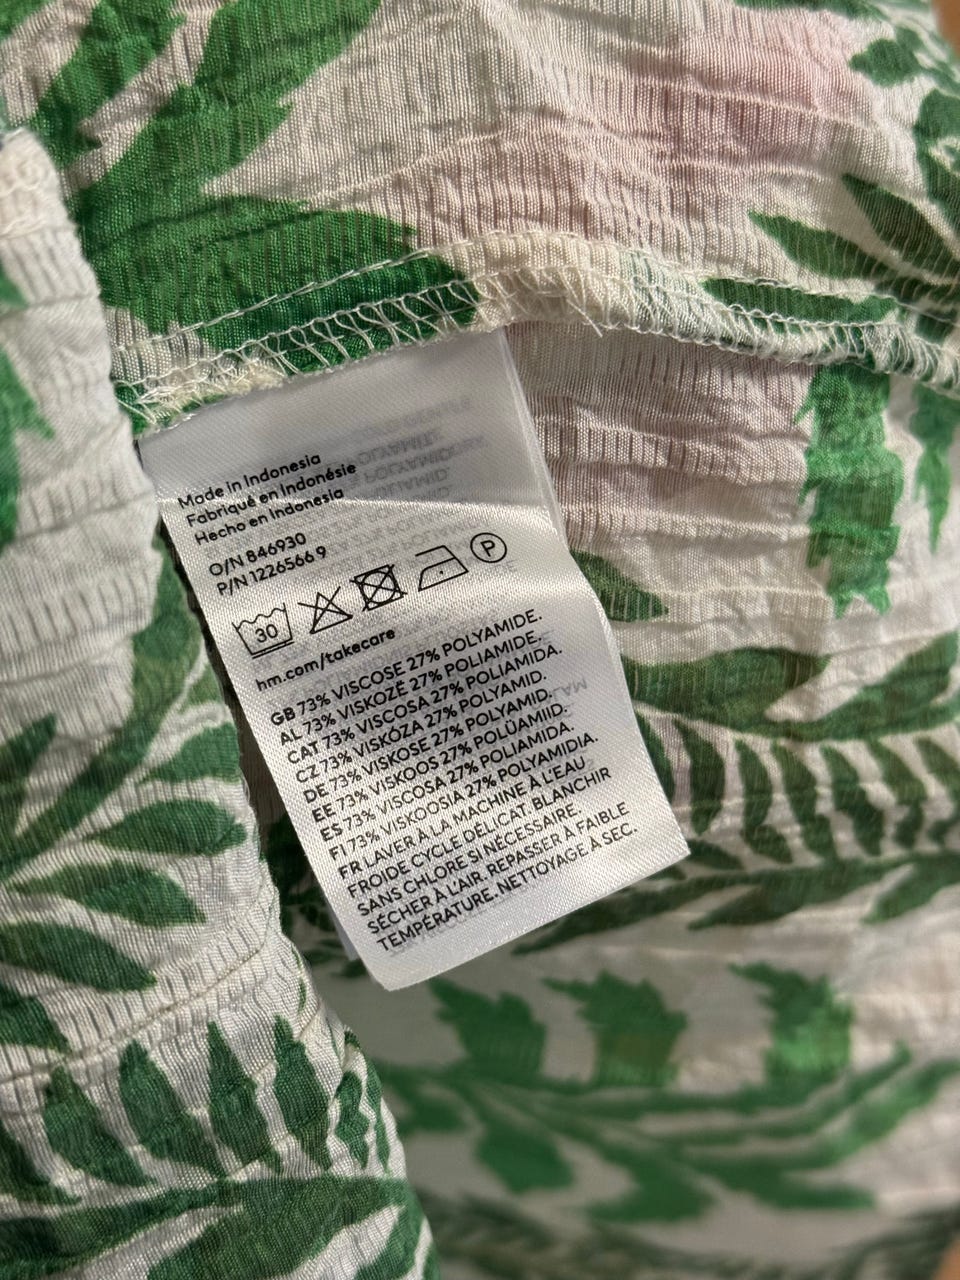 Made in Indonesia
Fabriqué en Indonésie
Hecho en Indonesia
O/N 846930
P/N 1226566 9
30
P
hm.com/takecare
GB 73% VISCOSE 27% POLYAMIDE.
AL 73% VISKOZË 27% POLIAMIDE.
CAT 73% VISCOSA 27% POLIAMIDA.
CZ 73% VISKÓZA 27% POLYAMID.
DE 73% VISKOSE 27% POLYAMID.
EE 73% VISKOOS 27% POLÜAMIID.
ES 73% VISCOSA 27% POLIAMIDA.
FI 73% VISKOOSIA 27% POLYAMIDIA.
FR LAVER À LA MACHINE À L'EAU
FROIDE CYCLE DÉLICAT. BLANCHIR
SANS CHLORE SI NÉCESSAIRE.
SÉCHER À L'AIR. REPASSER À FAIBLE
TEMPÉRATURE. NETTOYAGE À SEC.